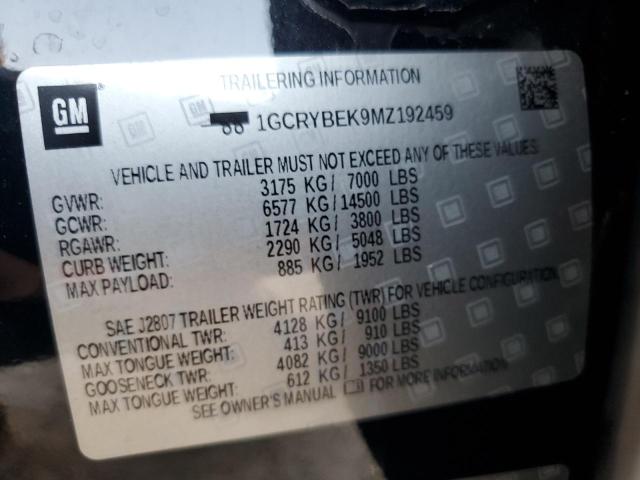 GM
TRAILERING INFORMATION
1GCRYBEK9MZ192459
VEHICLE AND TRAILER MUST NOT EXCEED ANY OF THESE VALUES:
GVWR: 3175 KG/ 7000 LBS
GCWR: 6577 KG/14500 LBS
RGAWR: 1724 KG/ 3800 LBS
CURB WEIGHT: 2290 KG/ 5048 LBS
MAX PAYLOAD: 885 KG/ 1952 LBS
SAE J2807 TRAILER WEIGHT RATING (TWR) FOR VEHICLE CONFIGURATION.
CONVENTIONAL TWR: 4128 KG/ 9100 LBS
MAX TONGUE WEIGHT: 413 KG/ 910 LBS
GOOSENECK TWR: 4082 KG/ 9000 LBS
MAX TONGUE WEIGHT: 612 KG/ 1350 LBS
SEE OWNER'S MANUAL FOR MORE INFORMATION